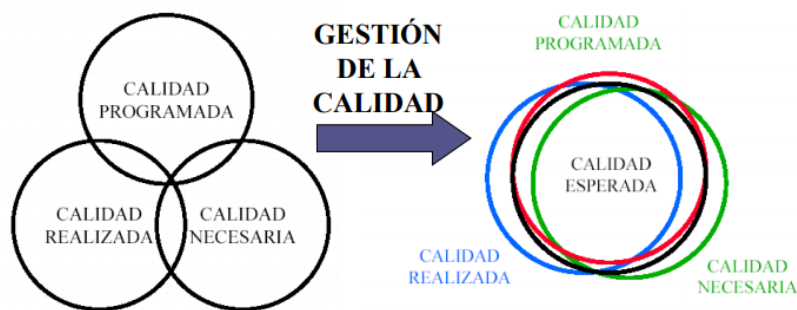 CALIDAD
PROGRAMADA
CALIDAD
REALIZADA
CALIDAD
NECESARIA
GESTIÓN
DE LA
CALIDAD
CALIDAD
PROGRAMADA
CALIDAD
ESPERADA
CALIDAD
REALIZADA
CALIDAD
NECESARIA